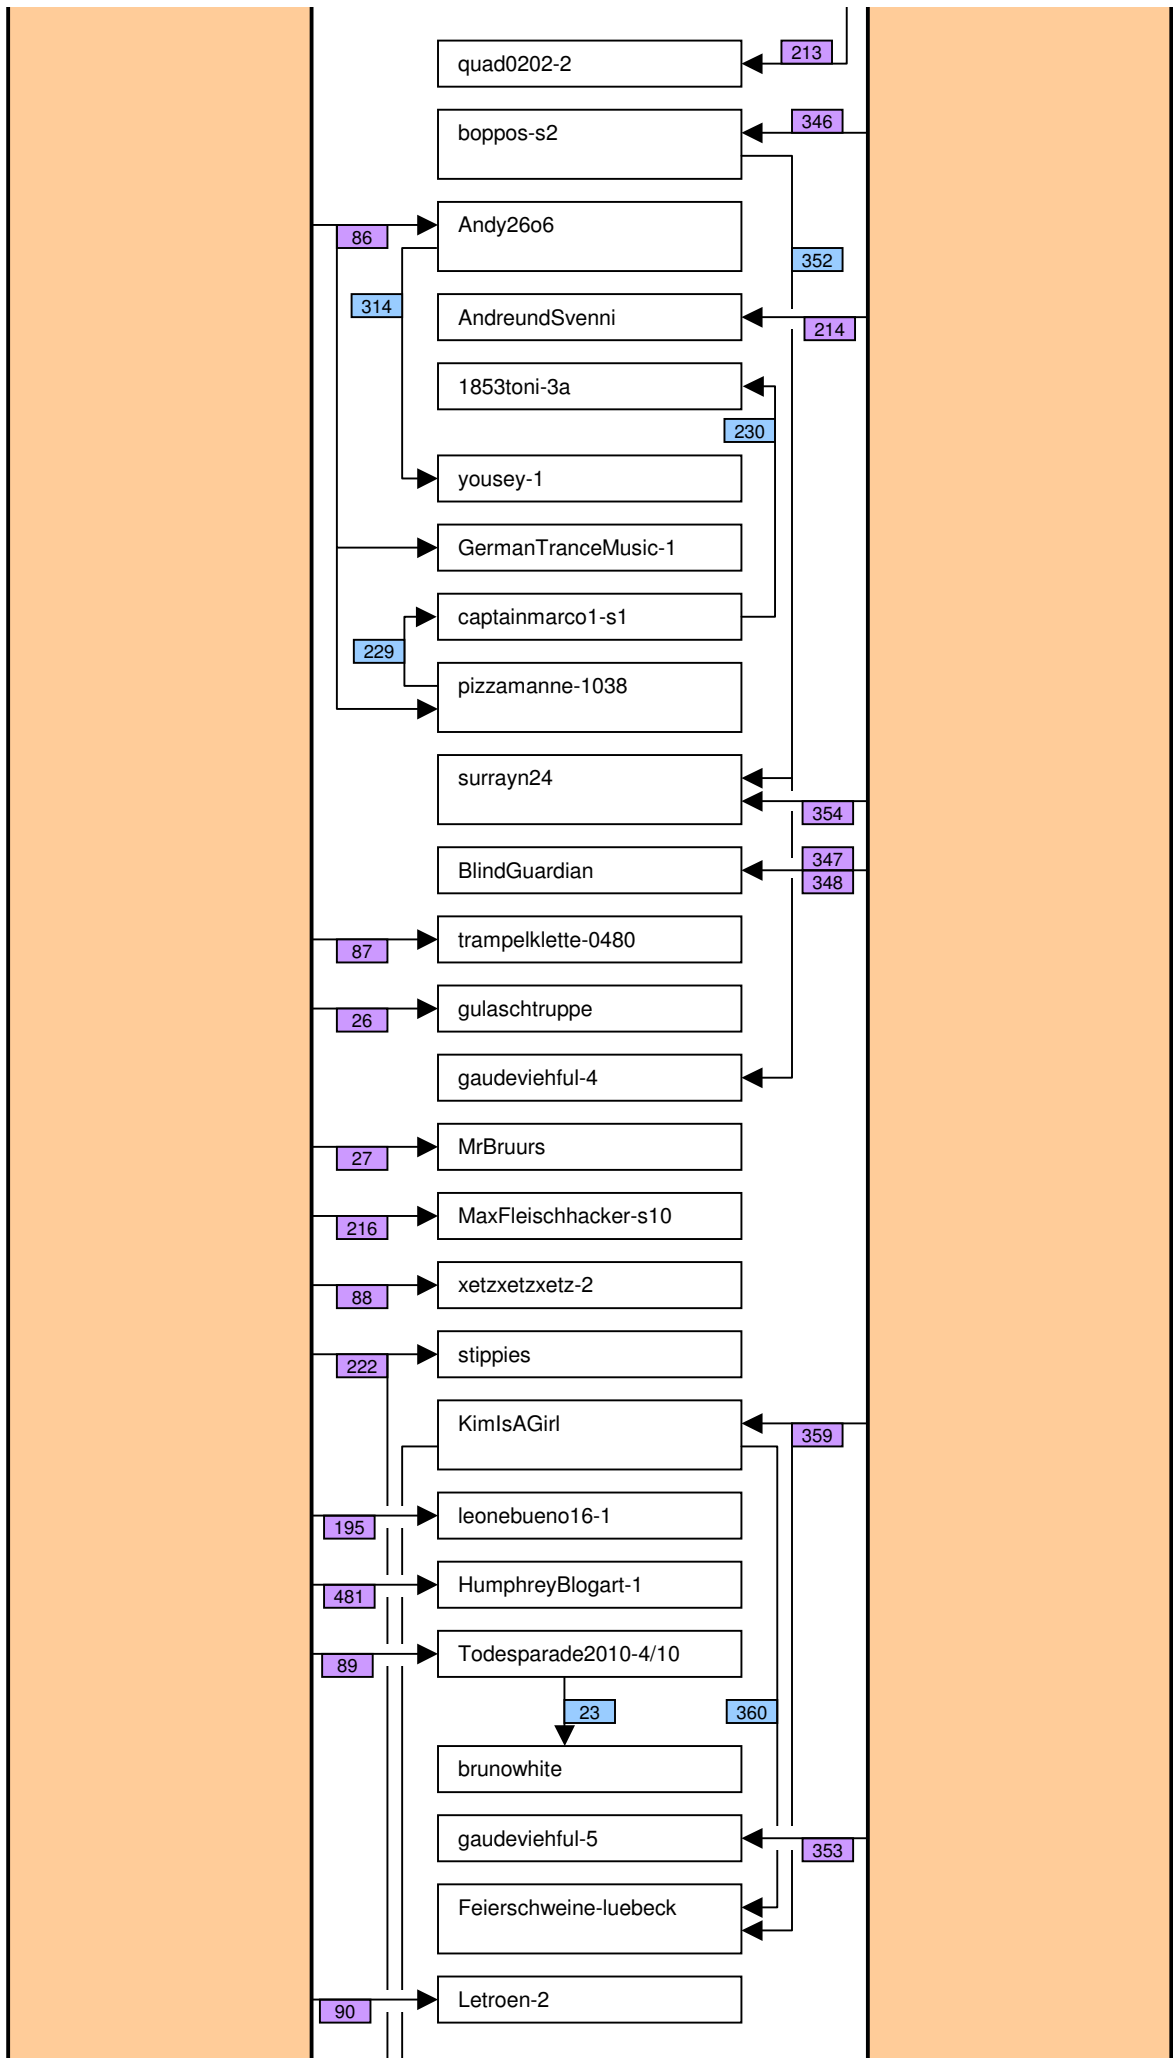 213
quad0202-2
346
boppos-s2
Andy26o6
86
352
314
AndreundSvenni
214
1853toni-3a
230
yousey-1
GermanTranceMusic-1
captainmarco1-s1
229
pizzamanne-1038
surrayn24
354
347
BlindGuardian
348
trampelklette-0480
87
gulaschtruppe
26
gaudeviehful-4
MrBruurs
27
MaxFleischhacker-s10
216
xetzxetzxetz-2
88
stippies
222
KimIsAGirl
359
leonebueno16-1
195
HumphreyBlogart-1
481
Todesparade2010-4/10
89
23
360
brunowhite
gaudeviehful-5
353
Feierschweine-luebeck
Letroen-2
90